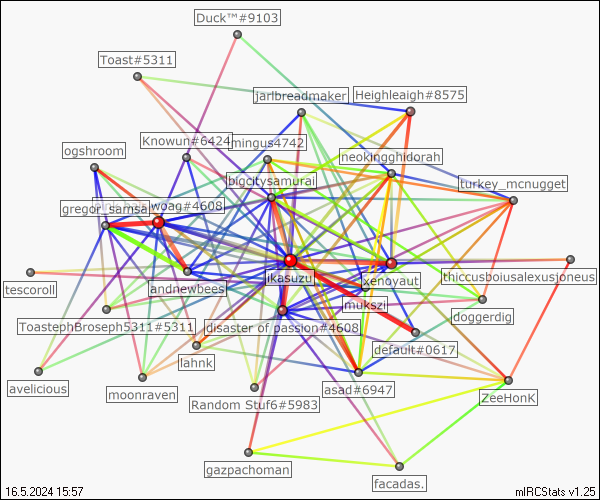 Duck™#9103
Toast#5311
jarlbreadmaker
Heighleaigh#8575
Knowun#6424
mingus4742
ogshroom
neokingghidorah
bigcitysamurai
turkey_mcnugget
gregor_samsa
woag#4608
ikasuzu
xenoyaut
thiccusboiusalexusjoneus
tescoroll
andnewbees
mukszi
doggerdig
ToastephBroseph5311#5311
disaster of passion#4608
default#0617
lahnk
avelicious
moonraven
Random Stuf6#5983
asad#6947
ZeeHonK
gazpachoman
facadas.
16.5.2024 15:57
mIRCStats v1.25